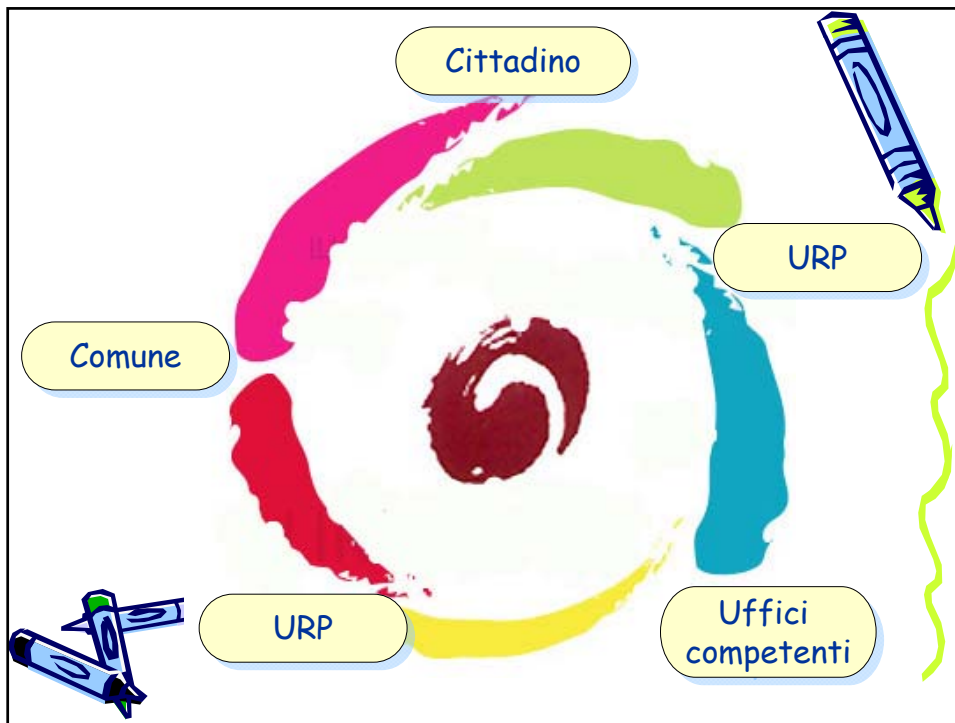 Cittadino
URP
Comune
URP
Uffici
competenti